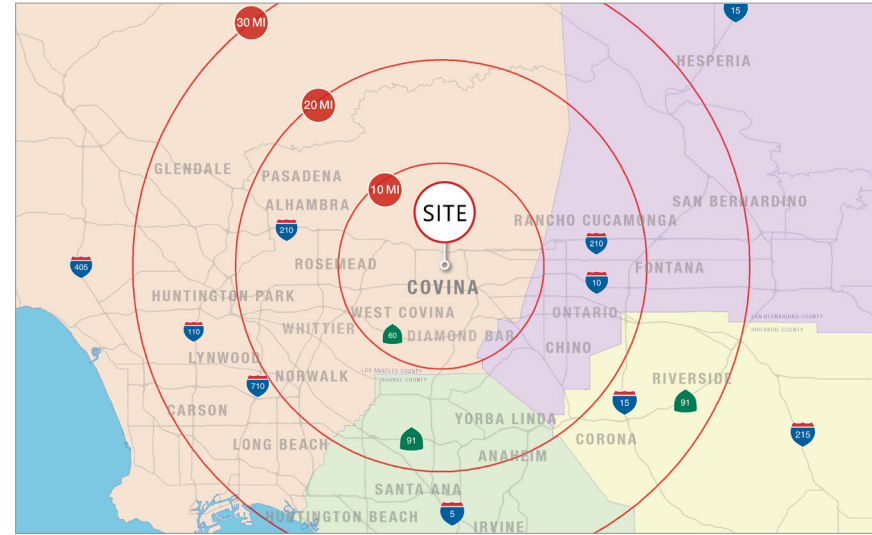 30 MI
15
HESPERIA
20 MI
GLENDALE
PASADENA
10 MI
ALHAMBRA
SITE
SAN BERNARDINO
RANCHO CUCAMONGA
210
210
405
ROSEMEAD
FONTANA
10
COVINA
HUNTINGTON PARK
WEST COVINA
ONTARIO
SAN BERNARDINO COUNTY
RIVERSIDE COUNTY
110
WHITTIER
60
DIAMOND BAR
CHINO
LYNWOOD
LOS ANGELES COUNTY
ORANGE COUNTY
NORWALK
710
RIVERSIDE
15
91
CARSON
YORBA LINDA
LONG BEACH
91
CORONA
215
ANAHEIM
SANTA ANA
HUNTINGTON BEACH
5
IRVINE